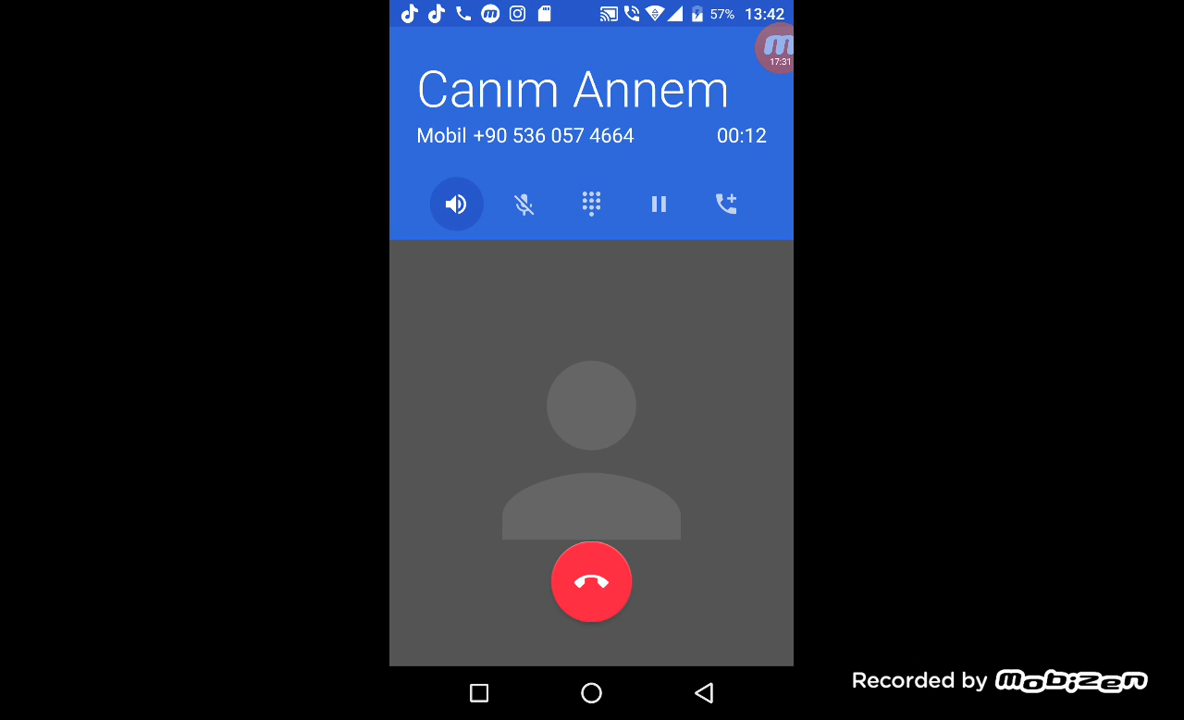 57% 13:42
m
17:31
Canım Annem
Mobil +90 536 057 4664 00:12
Recorded by mobizen